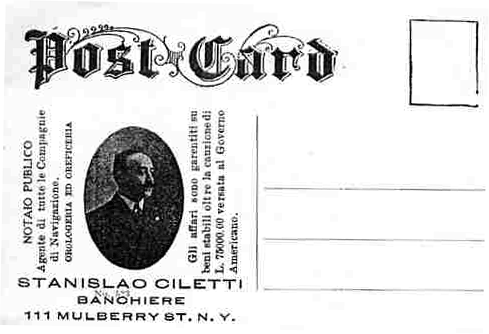 Post Card
NOTAIO PUBLICO
Agente di tutte le Compagnie
di Navigazione.
OROLOGERIA ED OREFICERIA
Gli affari sono garentiti su
beni stabili oltre la cauzione di
L. 75000,00 versata al Governo
Americano.
STANISLAO CILETTI
BANCHIERE
111 MULBERRY ST. N. Y.